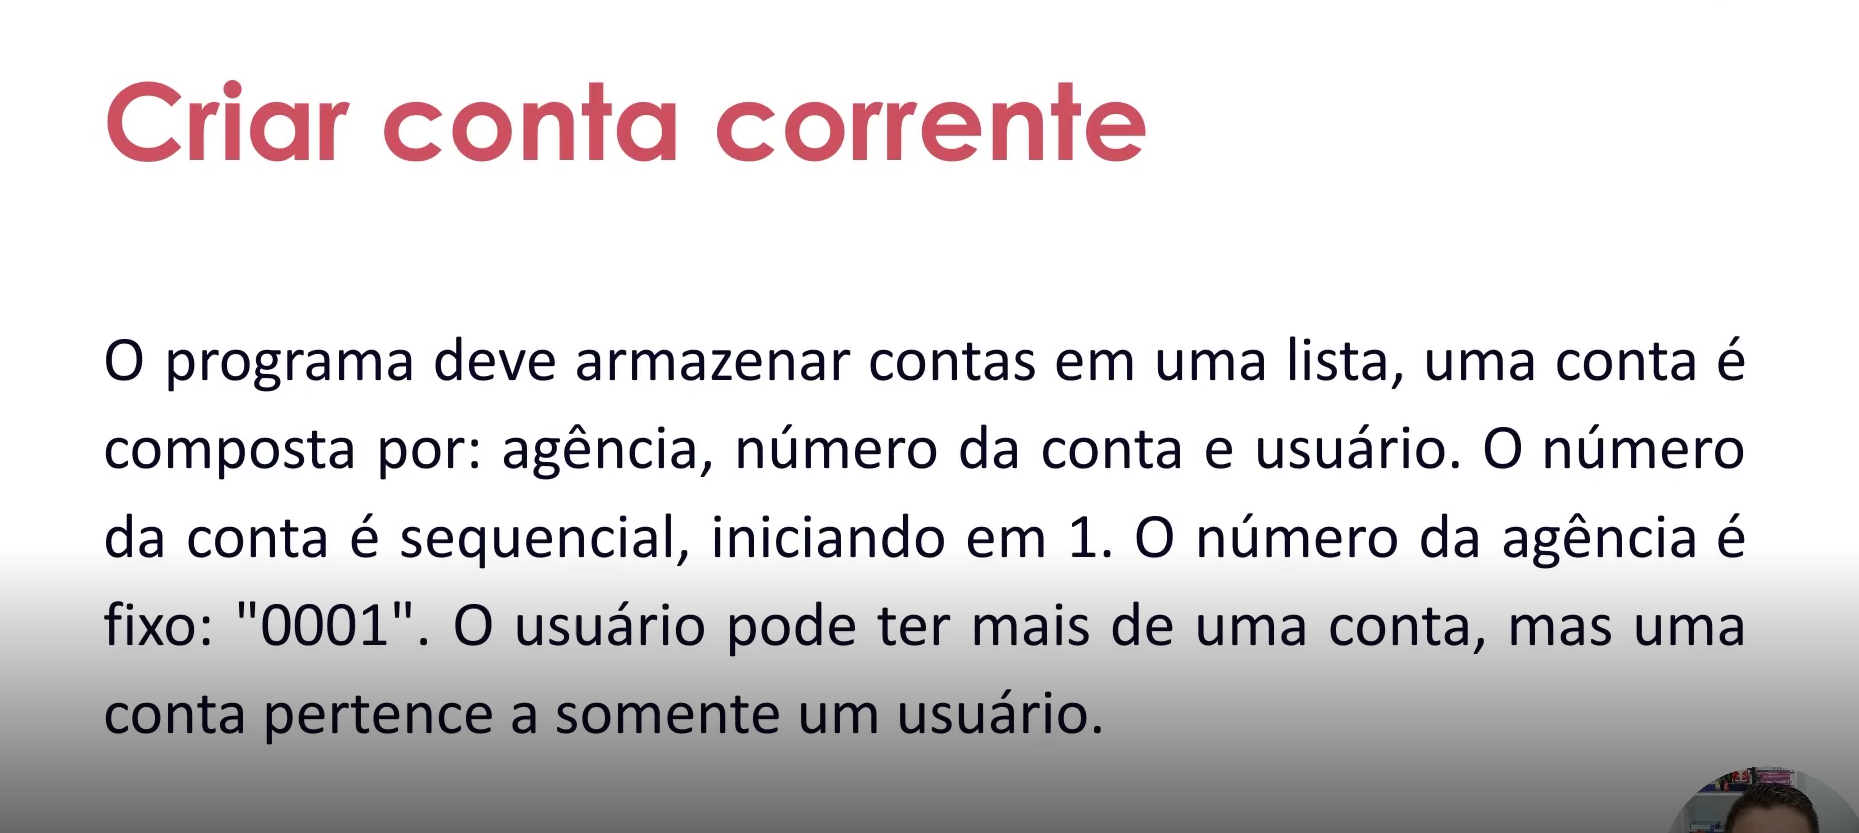 Criar conta corrente
O programa deve armazenar contas em uma lista, uma conta é
composta por: agência, número da conta e usuário. O número
da conta é sequencial, iniciando em 1. O número da agência é
fixo: "0001". O usuário pode ter mais de uma conta, mas uma
conta pertence a somente um usuário.